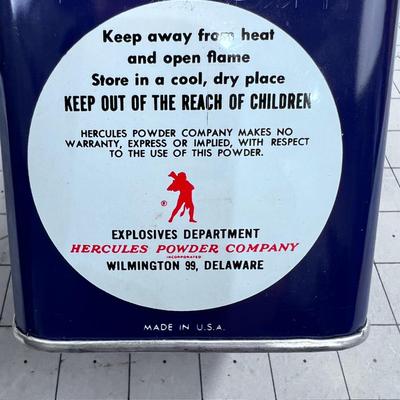 Keep away from heat
and open flame
Store in a cool, dry place
KEEP OUT OF THE REACH OF CHILDREN
HERCULES POWDER COMPANY MAKES NO
WARRANTY, EXPRESS OR IMPLIED, WITH RESPECT
TO THE USE OF THIS POWDER.
®
EXPLOSIVES DEPARTMENT
HERCULES POWDER COMPANY
INCORPORATED
WILMINGTON 99, DELAWARE
MADE IN U.S.A.